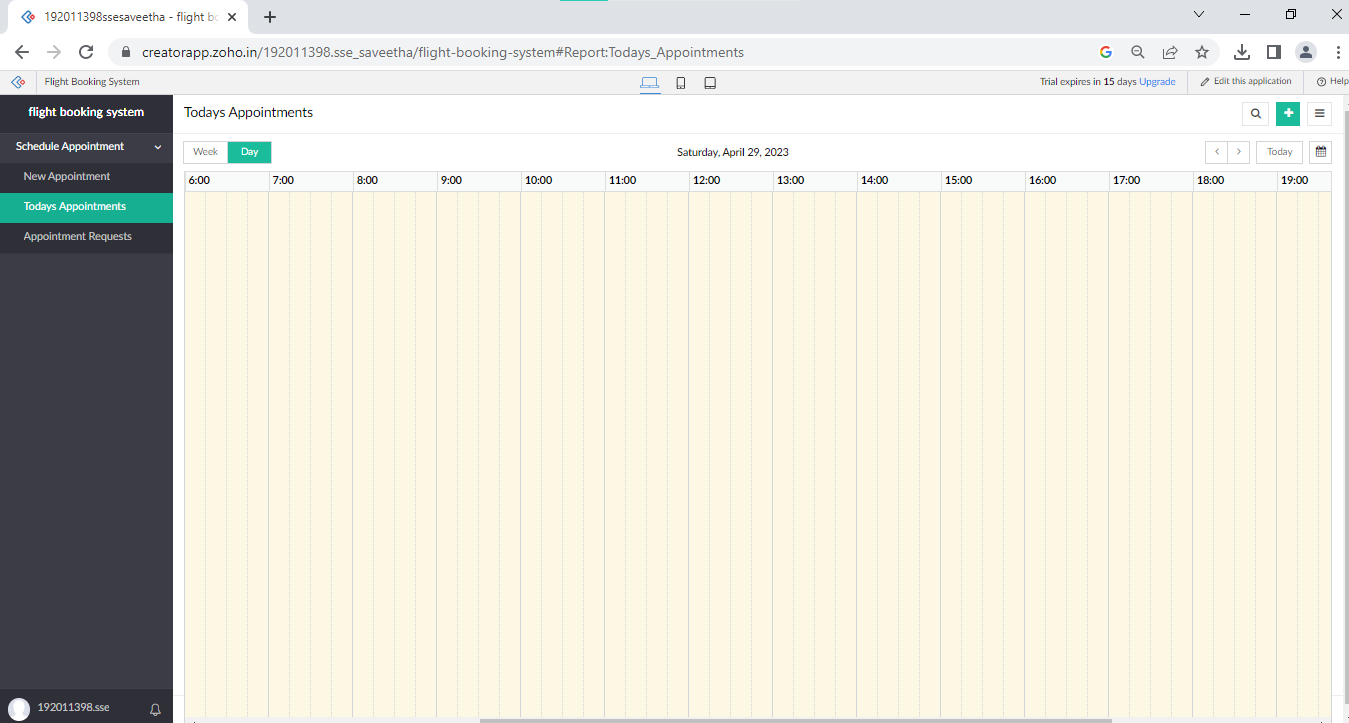 192011398ssesaveetha - flight bo
creatorapp.zoho.in/192011398.sse_saveetha/flight-booking-system#Report:Todays_Appointments
Flight Booking System
Trial expires in 15 days Upgrade
Edit this application
Help
flight booking system
Todays Appointments
Schedule Appointment
New Appointment
Todays Appointments
Appointment Requests
Week Day
Saturday, April 29, 2023
Today
6:00 7:00 8:00 9:00 10:00 11:00 12:00 13:00 14:00 15:00 16:00 17:00 18:00 19:00
192011398.sse